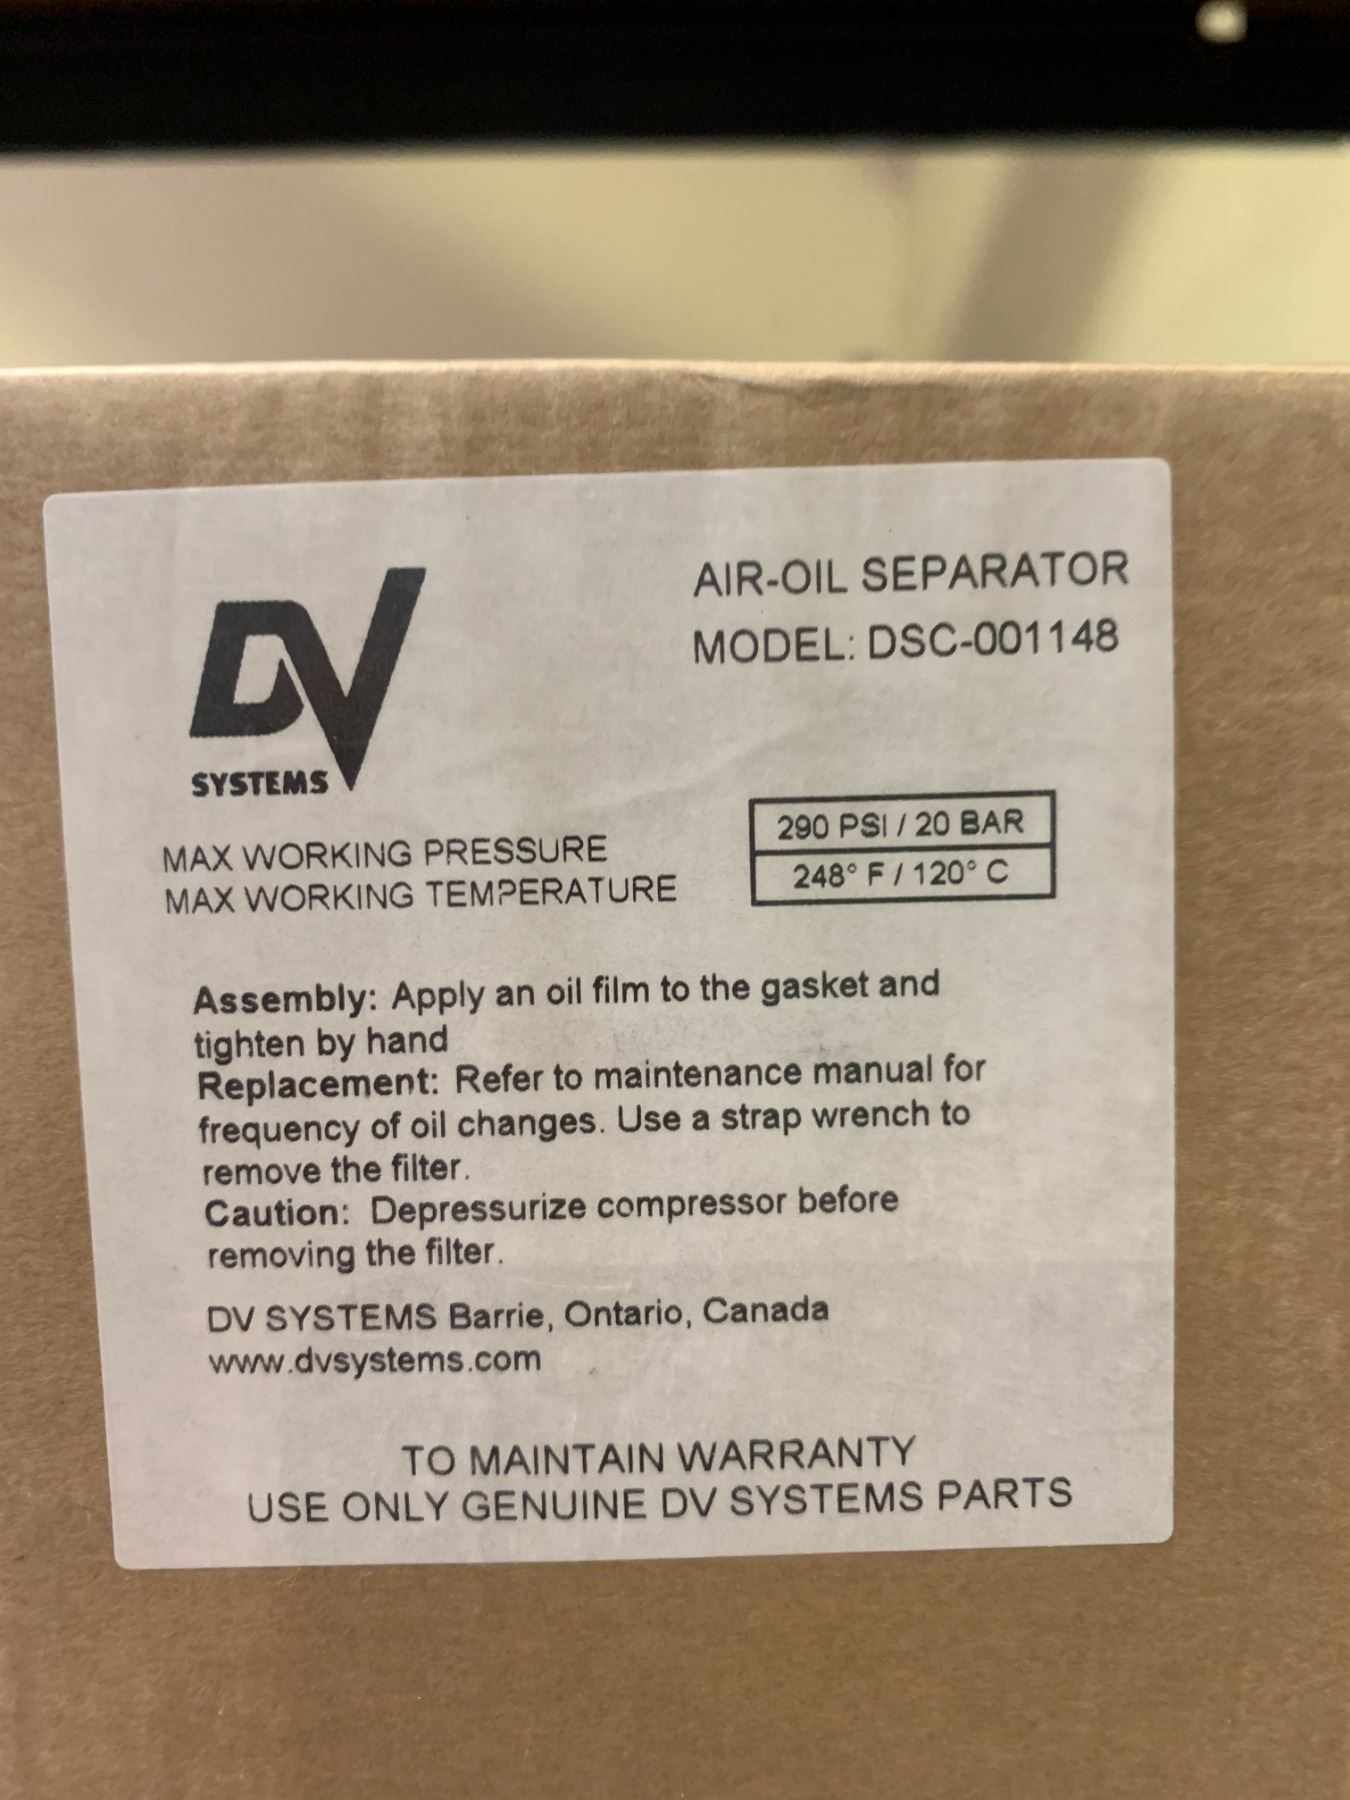 DV
SYSTEMS
AIR-OIL SEPARATOR
MODEL: DSC-001148
MAX WORKING PRESSURE 290 PSI / 20 BAR
MAX WORKING TEMPERATURE 248° F / 120° C
Assembly: Apply an oil film to the gasket and
tighten by hand
Replacement: Refer to maintenance manual for
frequency of oil changes. Use a strap wrench to
remove the filter.
Caution: Depressurize compressor before
removing the filter.
DV SYSTEMS Barrie, Ontario, Canada
www.dvsystems.com
TO MAINTAIN WARRANTY
USE ONLY GENUINE DV SYSTEMS PARTS